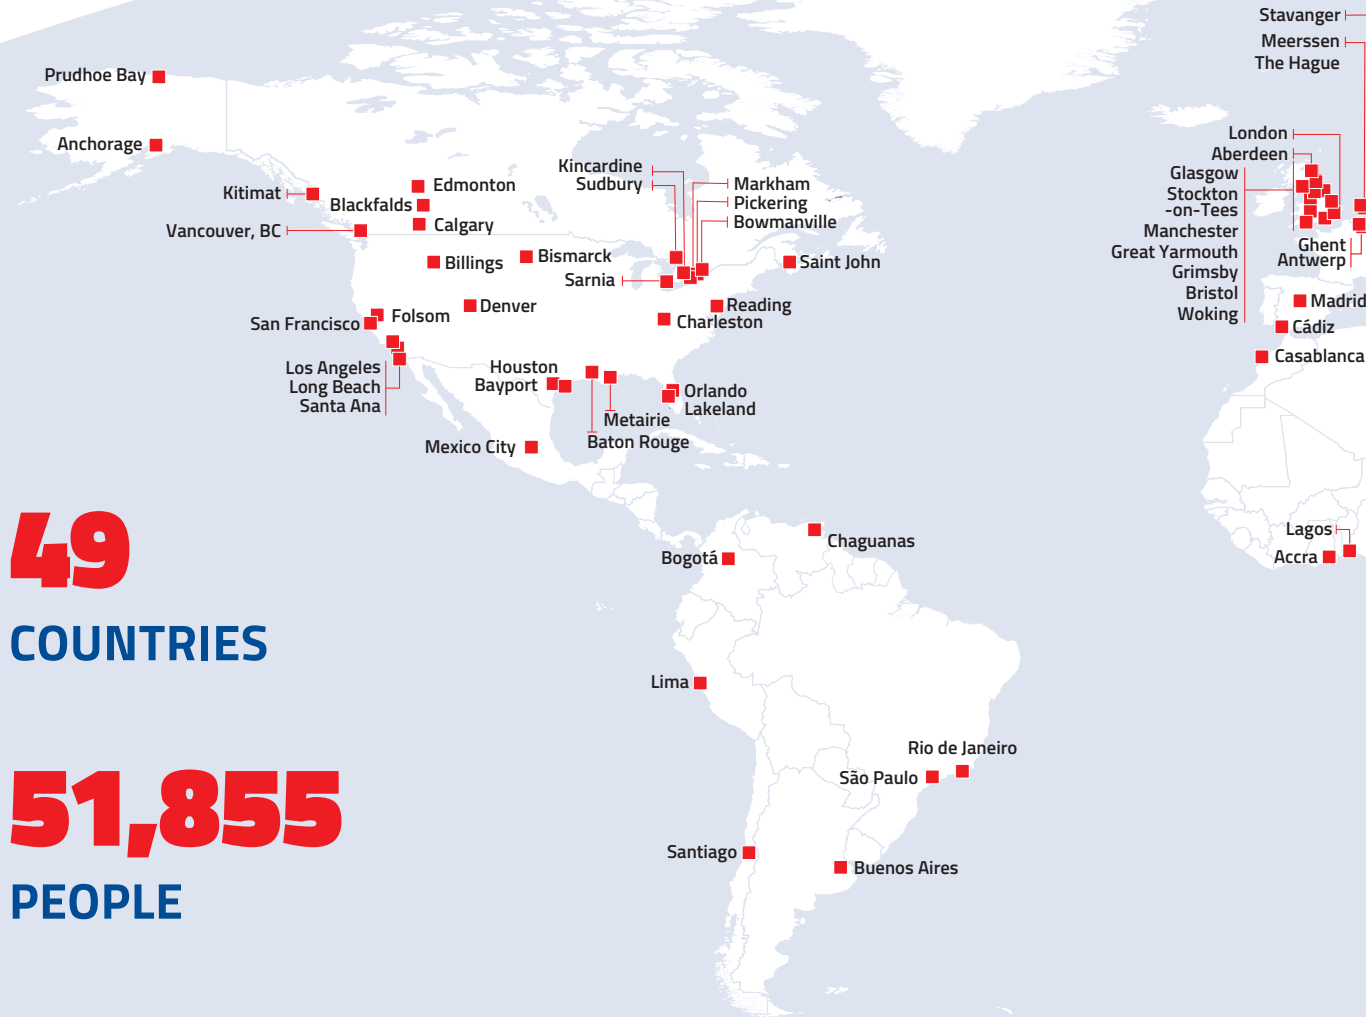 Stavanger
Meerssen
The Hague
Prudhoe Bay
Anchorage
London
Aberdeen
Glasgow
Stockton
-on-Tees
Manchester
Great Yarmouth
Grimsby
Bristol
Woking
Kincardine
Sudbury
Markham
Pickering
Bowmanville
Kitimat
Edmonton
Blackfalds
Calgary
Vancouver, BC
Ghent
Antwerp
Billings
Bismarck
Sarnia
Saint John
Denver
Reading
Charleston
Folsom
San Francisco
Madrid
Cádiz
Casablanca
Los Angeles
Long Beach
Santa Ana
Houston
Bayport
Orlando
Lakeland
Metairie
Baton Rouge
Mexico City
49
COUNTRIES
Chaguanas
Bogotá
Lagos
Accra
Lima
Rio de Janeiro
São Paulo
51,855
PEOPLE
Santiago
Buenos Aires